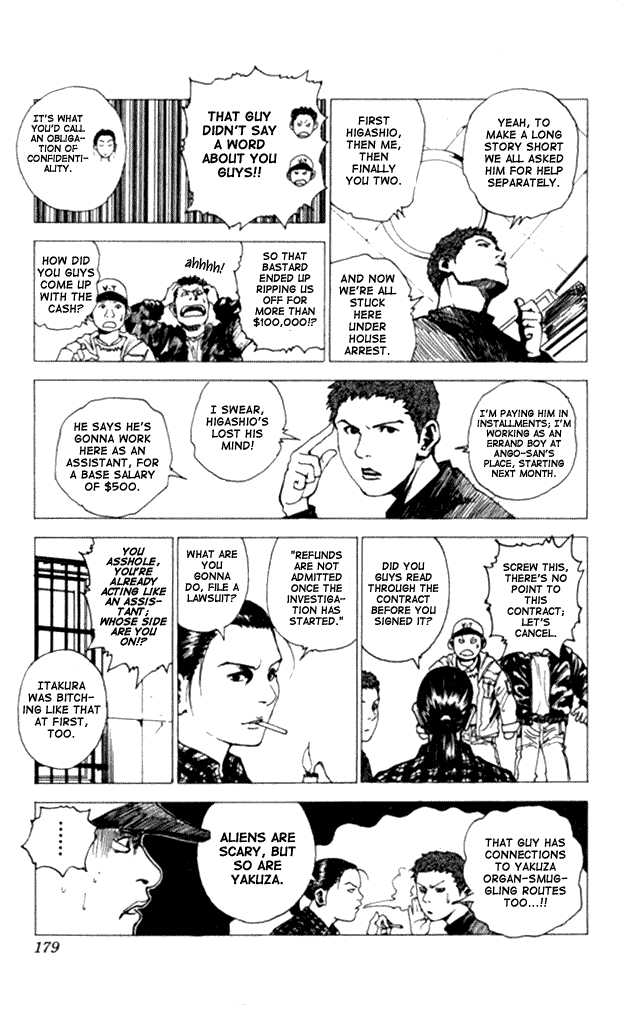 YEAH, TO
MAKE A LONG
STORY SHORT
WE ALL ASKED
HIM FOR HELP
SEPARATELY.
FIRST
HIGASHIO,
THEN ME,
THEN
FINALLY
YOU TWO.
AND NOW
WE'RE ALL
STUCK
HERE
UNDER
HOUSE
ARREST.
THAT GUY
DIDN'T SAY
A WORD
ABOUT YOU
GUYS!!
IT'S WHAT
YOU'D CALL
AN OBLIGA-
TION OF
CONFIDENTI-
ALITY.
SO THAT
BASTARD
ENDED UP
RIPPING US
OFF FOR
MORE THAN
$100,000!?
ahhhh!
HOW DID
YOU GUYS
COME UP
WITH THE
CASH?
V.T
I'M PAYING HIM IN
INSTALLMENTS; I'M
WORKING AS AN
ERRAND BOY AT
ANGO-SAN'S
PLACE, STARTING
NEXT MONTH.
I SWEAR,
HIGASHIO'S
LOST HIS
MIND!
HE SAYS HE'S
GONNA WORK
HERE AS AN
ASSISTANT, FOR
A BASE SALARY
OF $500.
SCREW THIS,
THERE'S NO
POINT TO
THIS
CONTRACT;
LET'S
CANCEL.
DID YOU
GUYS READ
THROUGH THE
CONTRACT
BEFORE YOU
SIGNED IT?
"REFUNDS
ARE NOT
ADMITTED
ONCE THE
INVESTIGA-
TION HAS
STARTED."
WHAT ARE
YOU
GONNA
DO, FILE A
LAWSUIT?
YOU
ASSHOLE,
YOU'RE
ALREADY
ACTING LIKE
AN ASSIS-
TANT;
WHOSE SIDE
ARE YOU
ON!?
ITAKURA
WAS BITCH-
ING LIKE THAT
AT FIRST,
TOO.
THAT GUY HAS
CONNECTIONS
TO YAKUZA
ORGAN-SMUG-
GLING ROUTES
TOO...!!
ALIENS ARE
SCARY, BUT
SO ARE
YAKUZA.
......
179